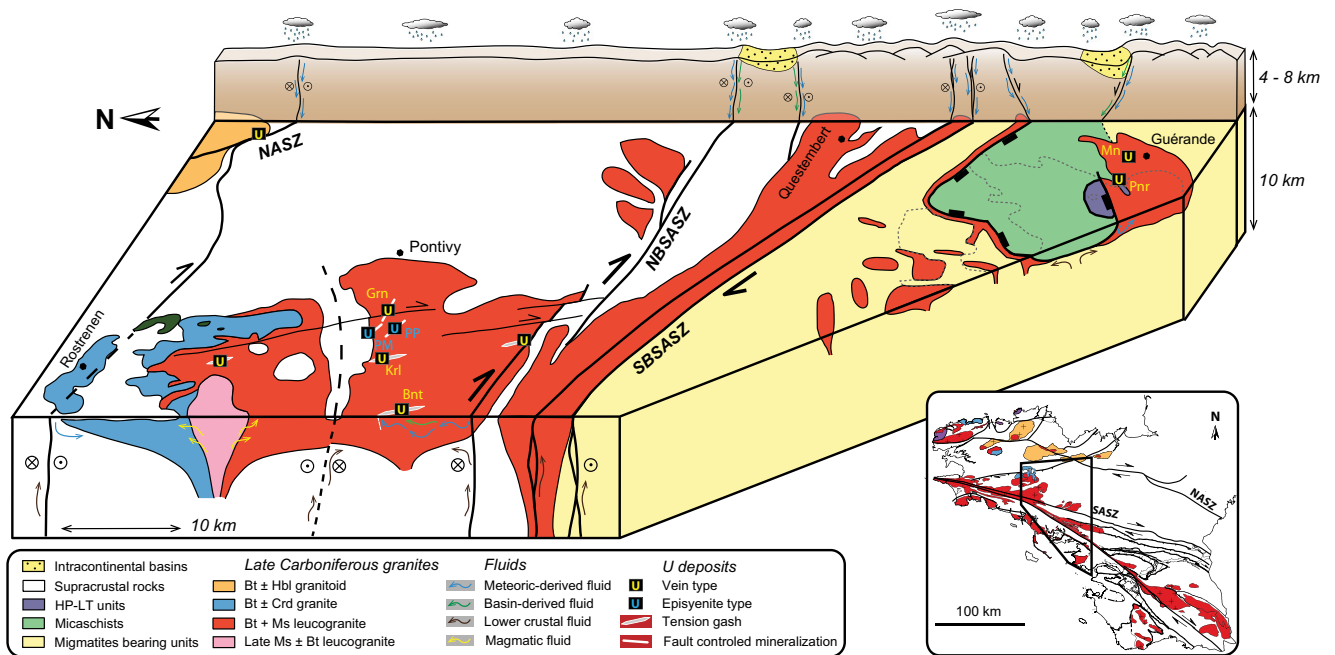 4 - 8 km
N
NASZ
U
10 km
Guérande
Mn
U
U
Pnr
Questembert
NBSASZ
Pontivy
SBSASZ
Grn
U
U
U
PP
PM
U
U
Krl
U
Rostrenen
Bnt
U
10 km
N
NASZ
SASZ
100 km
Intracontinental basins
Supracrustal rocks
HP-LT units
Micaschists
Migmatites bearing units
Late Carboniferous granites
Bt ± Hbl granitoid
Bt ± Crd granite
Bt + Ms leucogranite
Late Ms ± Bt leucogranite
Fluids
Meteoric-derived fluid
Basin-derived fluid
Lower crustal fluid
Magmatic fluid
U deposits
U Vein type
U Episyenite type
Tension gash
Fault controled mineralization